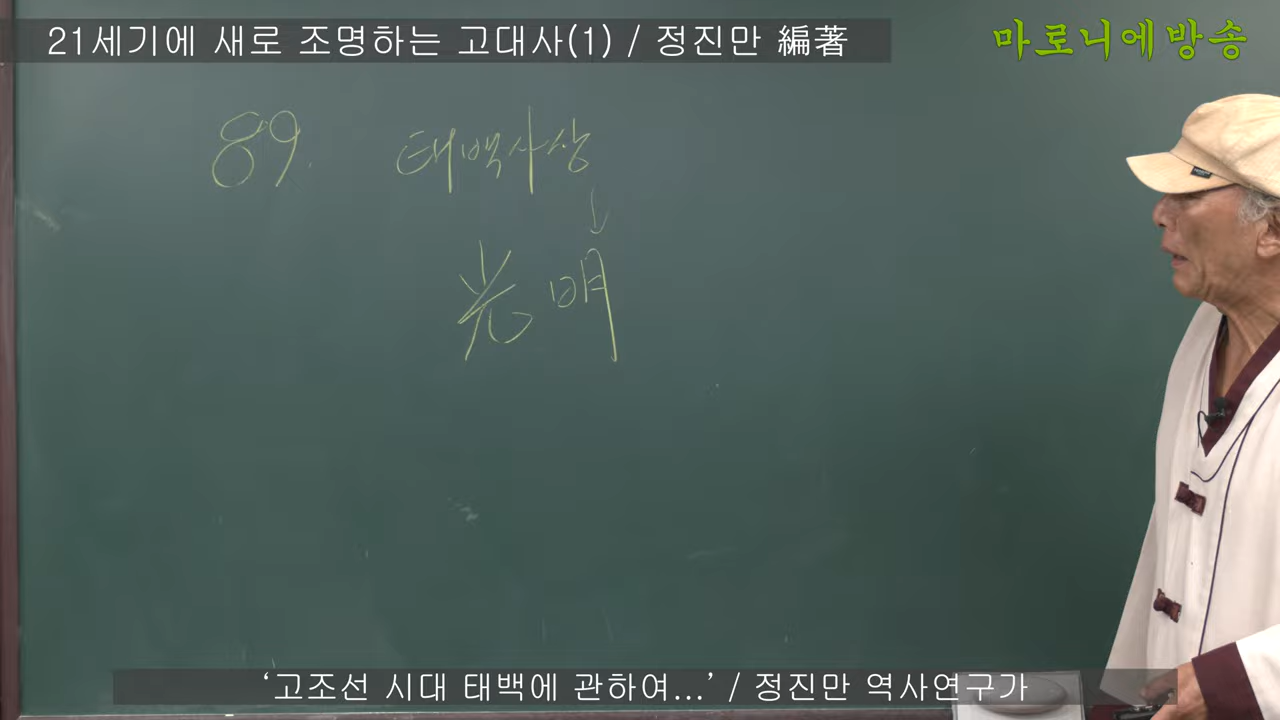 21세기에 새로 조명하는 고대사(1) / 정진만 編著
마로니에방송
89. 태백사상
↓
光明
‘고조선 시대 태백에 관하여...’ / 정진만 역사연구가